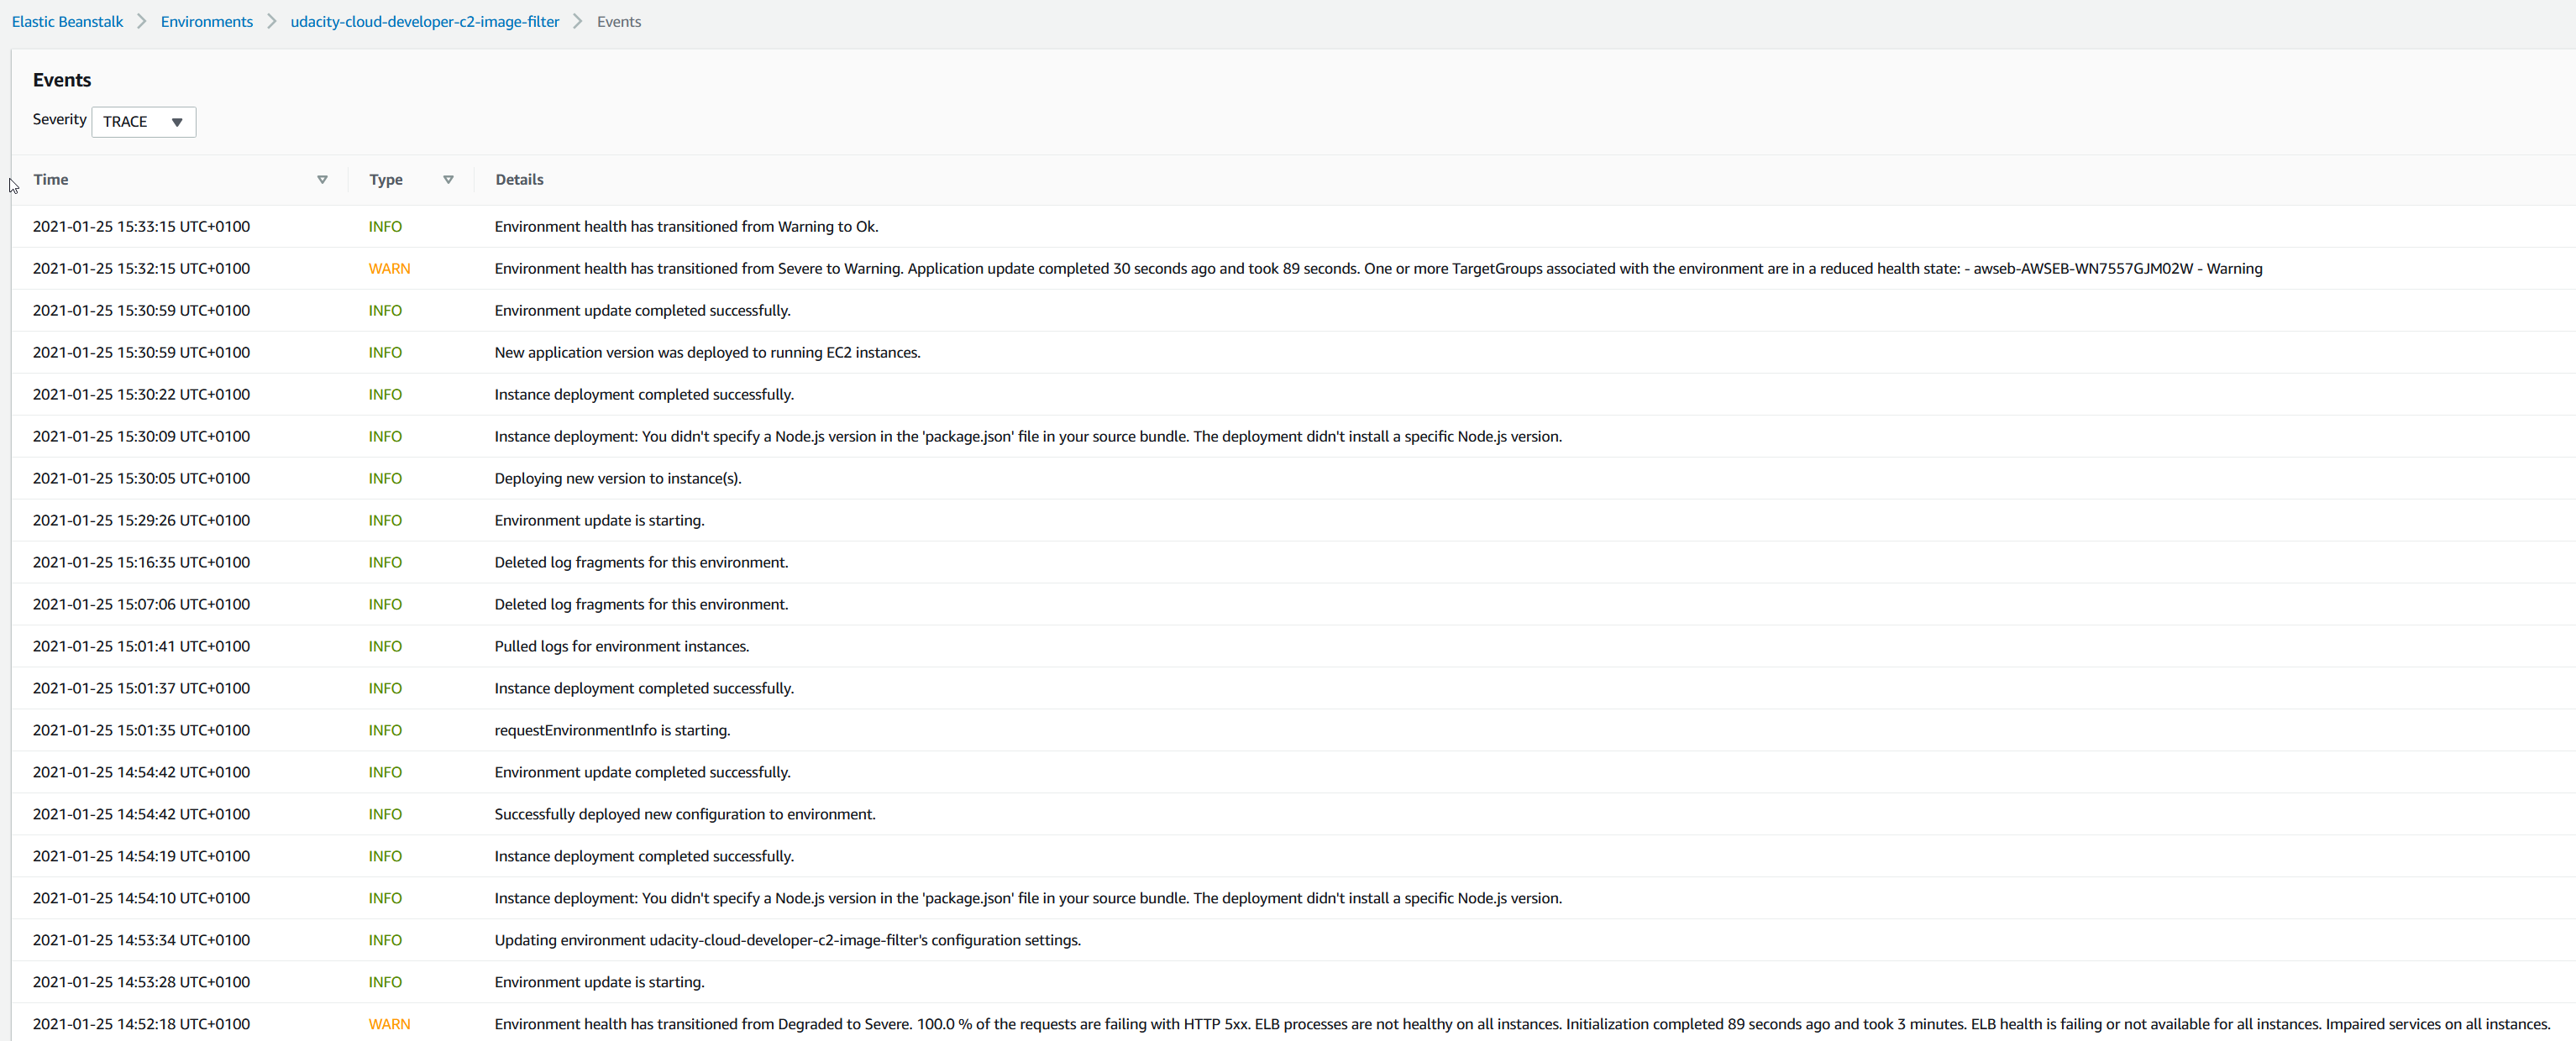 Elastic Beanstalk > Environments > udacity-cloud-developer-c2-image-filter > Events
Events
Severity TRACE
Time Type Details
2021-01-25 15:33:15 UTC+0100 INFO Environment health has transitioned from Warning to Ok.
2021-01-25 15:32:15 UTC+0100 WARN Environment health has transitioned from Severe to Warning. Application update completed 30 seconds ago and took 89 seconds. One or more TargetGroups associated with the environment are in a reduced health state: - awseb-AWSEB-WN7557GJM02W - Warning
2021-01-25 15:30:59 UTC+0100 INFO Environment update completed successfully.
2021-01-25 15:30:59 UTC+0100 INFO New application version was deployed to running EC2 instances.
2021-01-25 15:30:22 UTC+0100 INFO Instance deployment completed successfully.
2021-01-25 15:30:09 UTC+0100 INFO Instance deployment: You didn't specify a Node.js version in the 'package.json' file in your source bundle. The deployment didn't install a specific Node.js version.
2021-01-25 15:30:05 UTC+0100 INFO Deploying new version to instance(s).
2021-01-25 15:29:26 UTC+0100 INFO Environment update is starting.
2021-01-25 15:16:35 UTC+0100 INFO Deleted log fragments for this environment.
2021-01-25 15:07:06 UTC+0100 INFO Deleted log fragments for this environment.
2021-01-25 15:01:41 UTC+0100 INFO Pulled logs for environment instances.
2021-01-25 15:01:37 UTC+0100 INFO Instance deployment completed successfully.
2021-01-25 15:01:35 UTC+0100 INFO requestEnvironmentInfo is starting.
2021-01-25 14:54:42 UTC+0100 INFO Environment update completed successfully.
2021-01-25 14:54:42 UTC+0100 INFO Successfully deployed new configuration to environment.
2021-01-25 14:54:19 UTC+0100 INFO Instance deployment completed successfully.
2021-01-25 14:54:10 UTC+0100 INFO Instance deployment: You didn't specify a Node.js version in the 'package.json' file in your source bundle. The deployment didn't install a specific Node.js version.
2021-01-25 14:53:34 UTC+0100 INFO Updating environment udacity-cloud-developer-c2-image-filter's configuration settings.
2021-01-25 14:53:28 UTC+0100 INFO Environment update is starting.
2021-01-25 14:52:18 UTC+0100 WARN Environment health has transitioned from Degraded to Severe. 100.0 % of the requests are failing with HTTP 5xx. ELB processes are not healthy on all instances. Initialization completed 89 seconds ago and took 3 minutes. ELB health is failing or not available for all instances. Impaired services on all instances.